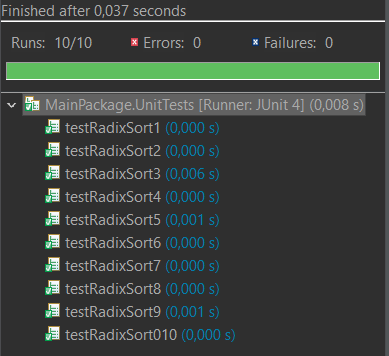 Finished after 0,037 seconds
Runs: 10/10 Errors: 0 Failures: 0
MainPackage.UnitTests [Runner: JUnit 4] (0,008 s)
testRadixSort1 (0,000 s)
testRadixSort2 (0,000 s)
testRadixSort3 (0,006 s)
testRadixSort4 (0,000 s)
testRadixSort5 (0,001 s)
testRadixSort6 (0,000 s)
testRadixSort7 (0,000 s)
testRadixSort8 (0,000 s)
testRadixSort9 (0,001 s)
testRadixSort010 (0,000 s)